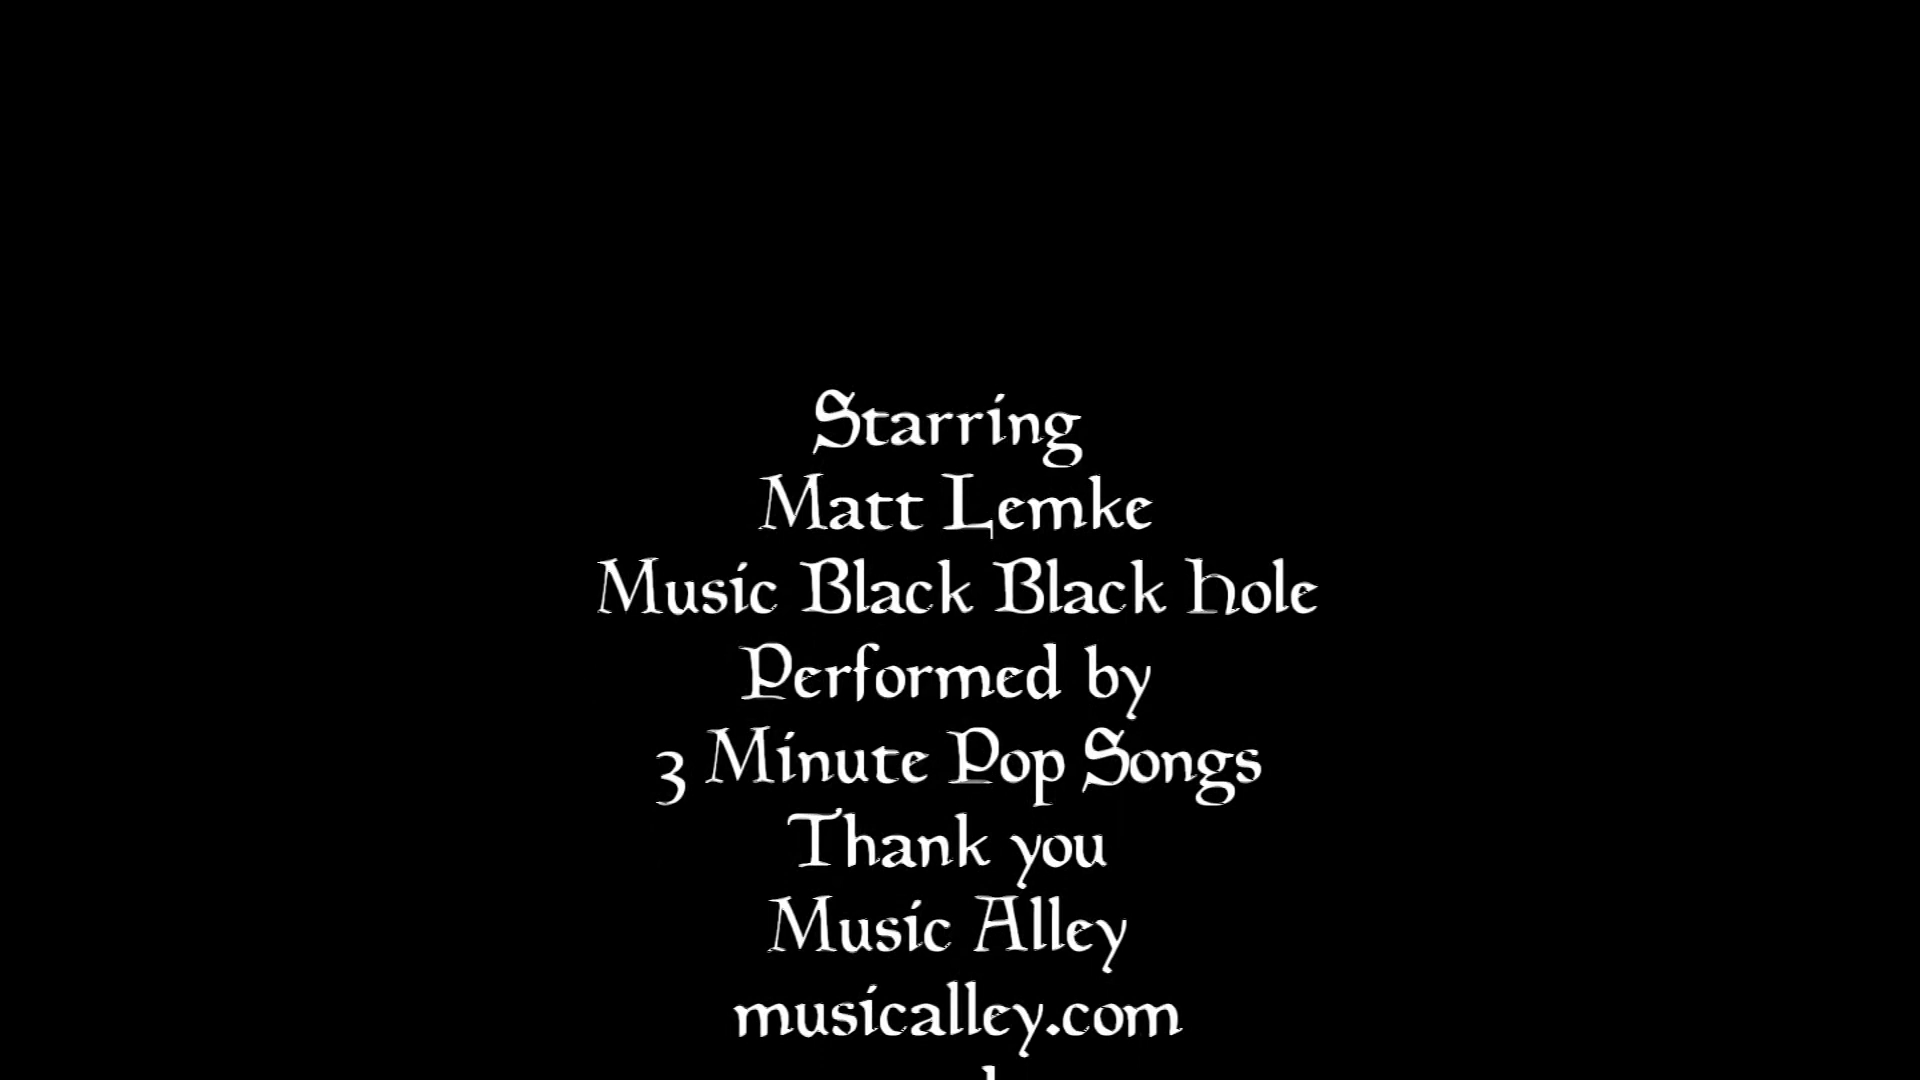 Starring
Matt Lemke
Music Black Black Hole
Performed by
3 Minute Pop Songs
Thank you
Music Alley
musicalley.com